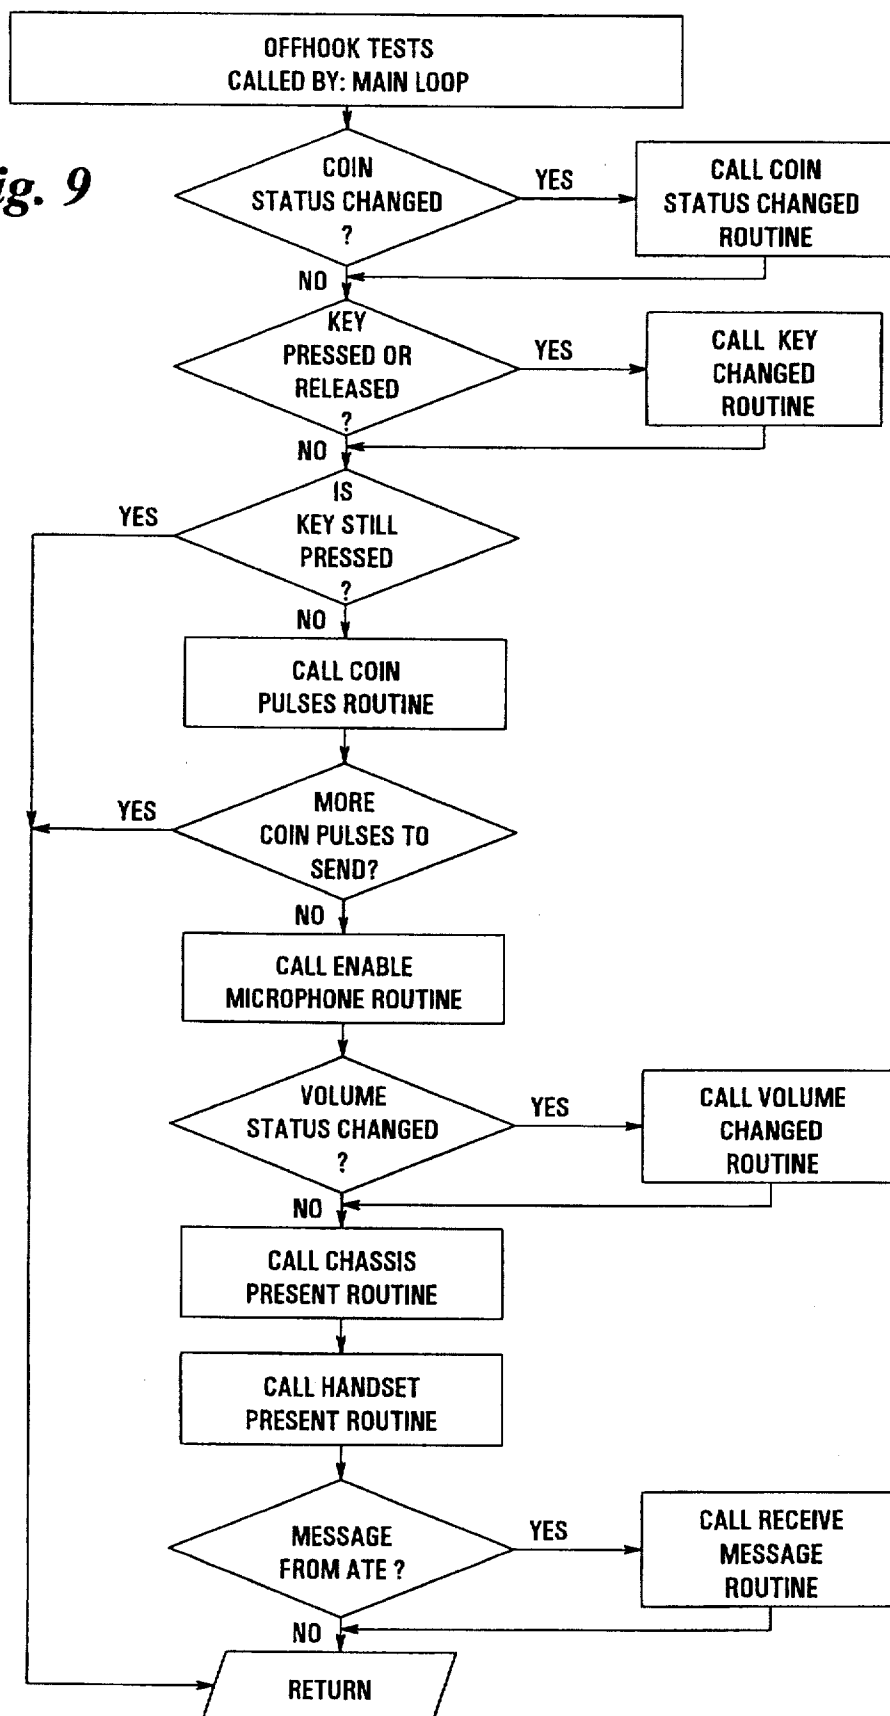 OFFHOOK TESTS
CALLED BY: MAIN LOOP
ig. 9
COIN
STATUS CHANGED
?
YES
CALL COIN
STATUS CHANGED
ROUTINE
NO
KEY
PRESSED OR
RELEASED
?
YES
CALL KEY
CHANGED
ROUTINE
NO
IS
KEY STILL
PRESSED
?
YES
NO
CALL COIN
PULSES ROUTINE
MORE
COIN PULSES TO
SEND?
YES
NO
CALL ENABLE
MICROPHONE ROUTINE
VOLUME
STATUS CHANGED
?
YES
CALL VOLUME
CHANGED
ROUTINE
NO
CALL CHASSIS
PRESENT ROUTINE
CALL HANDSET
PRESENT ROUTINE
MESSAGE
FROM ATE ?
YES
CALL RECEIVE
MESSAGE
ROUTINE
NO
RETURN